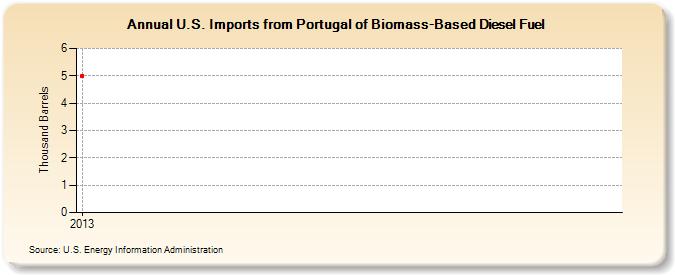 Annual U.S. Imports from Portugal of Biomass-Based Diesel Fuel
Thousand Barrels
6
5
4
3
2
1
0
2013
Source: U.S. Energy Information Administration